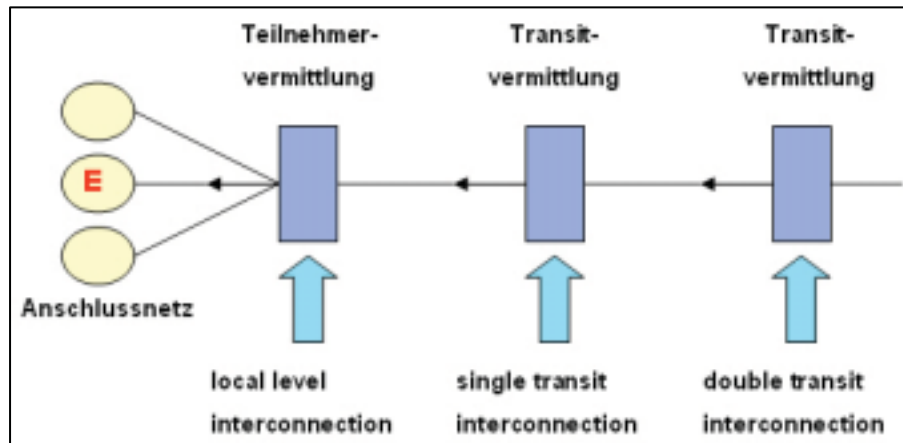 Teilnehmer-
vermittlung
Transit-
vermittlung
Transit-
vermittlung
E
Anschlussnetz
local level
interconnection
single transit
interconnection
double transit
interconnection